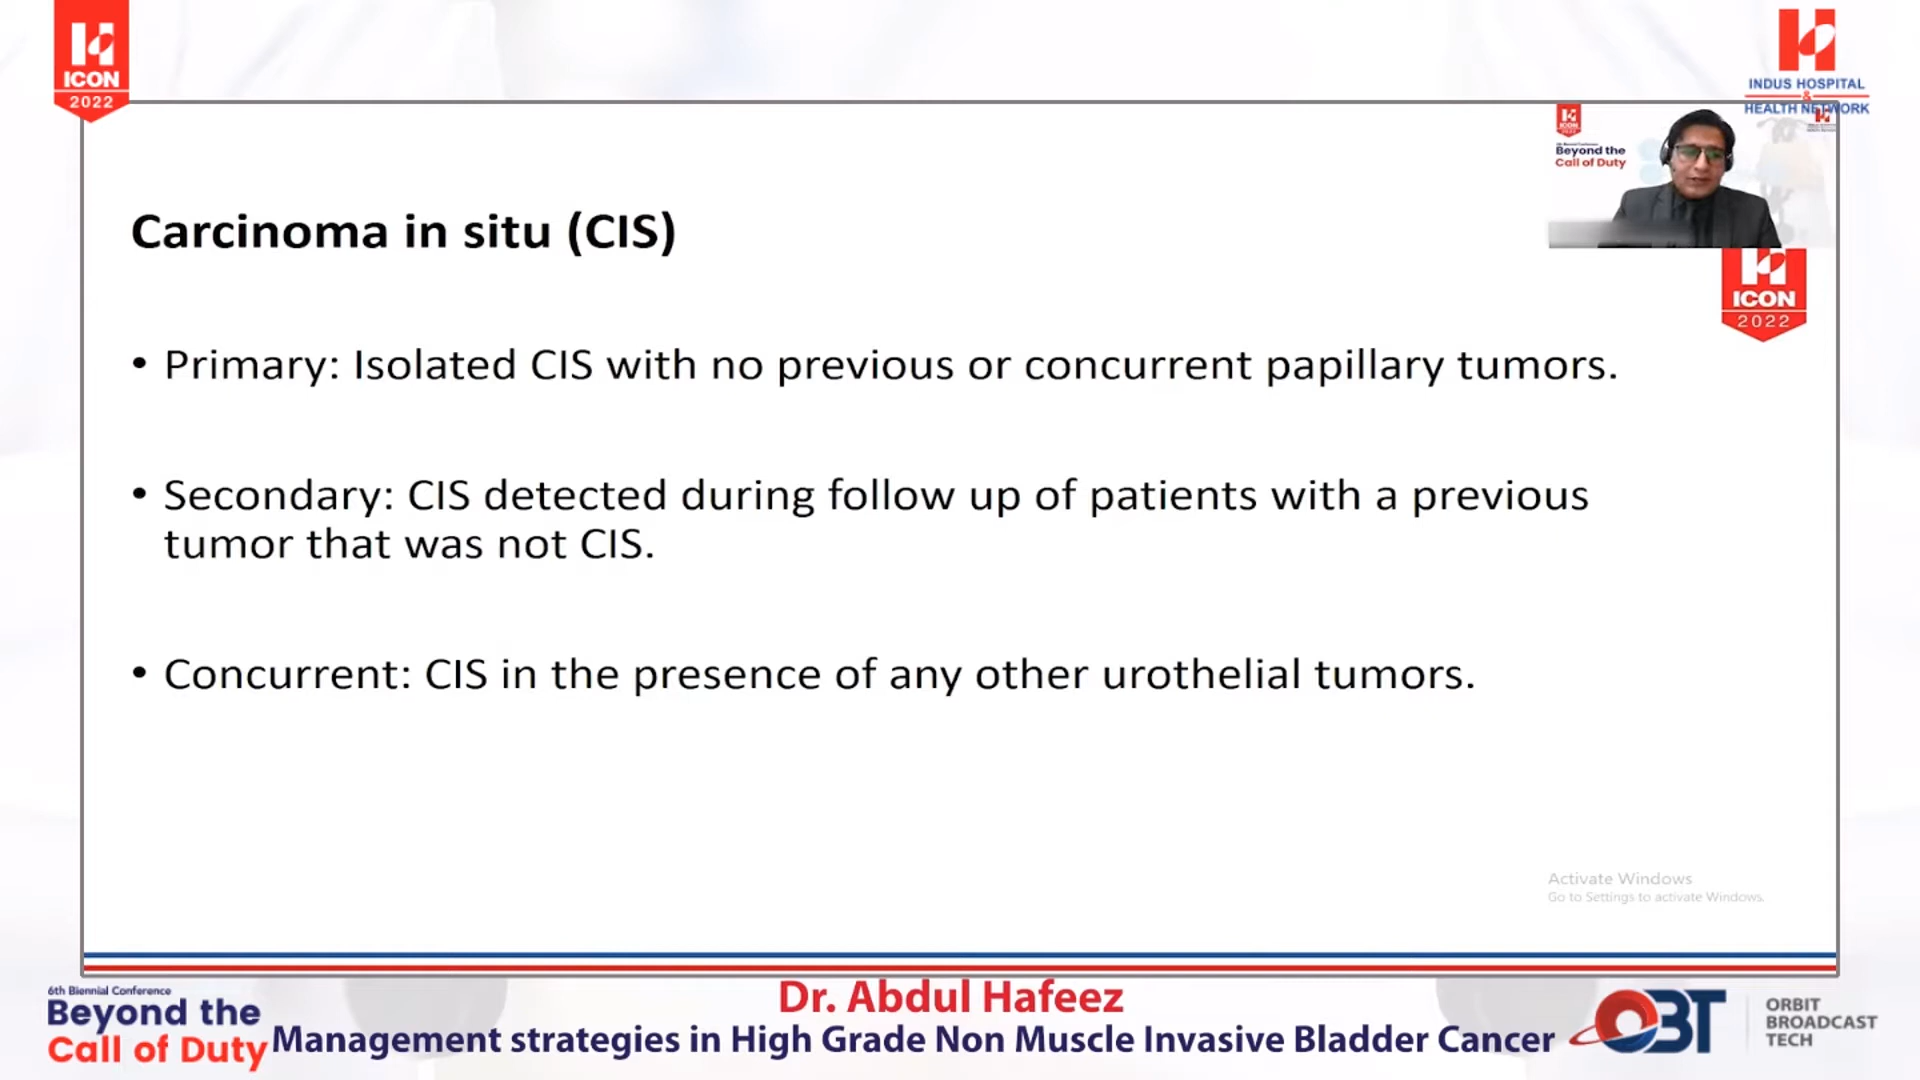 ICON
2022
INDUS HOSPITAL
&
HEALTH NETWORK
ICON
Beyond the
Call of Duty
Carcinoma in situ (CIS)
ICON
2022
• Primary: Isolated CIS with no previous or concurrent papillary tumors.
• Secondary: CIS detected during follow up of patients with a previous
tumor that was not CIS.
• Concurrent: CIS in the presence of any other urothelial tumors.
Activate Windows
Go to Settings to activate Windows.
6th Biennial Conference
Beyond the
Call of Duty
Dr. Abdul Hafeez
Management strategies in High Grade Non Muscle Invasive Bladder Cancer
OBT
ORBIT
BROADCAST
TECH